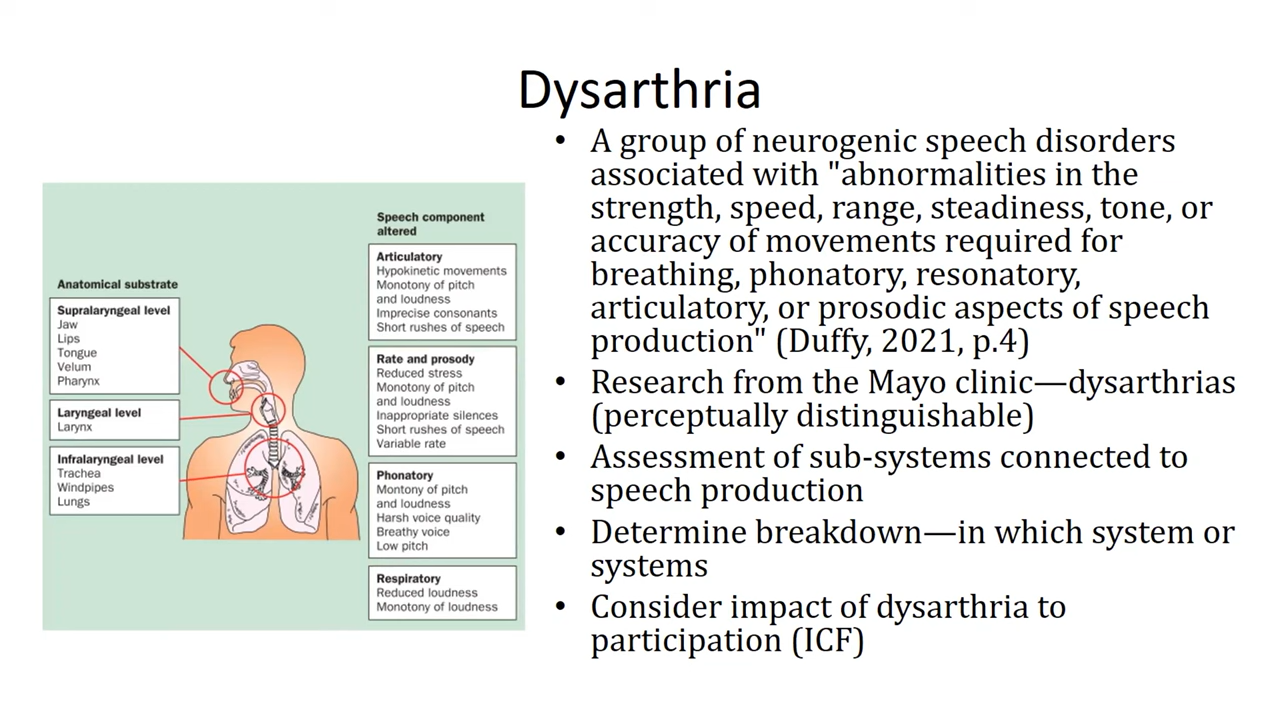 Dysarthria
Anatomical substrate
Supralaryngeal level
Jaw
Lips
Tongue
Velum
Pharynx
Laryngeal level
Larynx
Infralaryngeal level
Trachea
Windpipes
Lungs
Speech component
altered
Articulatory
Hypokinetic movements
Monotony of pitch
and loudness
Imprecise consonants
Short rushes of speech
Rate and prosody
Reduced stress
Monotony of pitch
and loudness
Inappropriate silences
Short rushes of speech
Variable rate
Phonatory
Montony of pitch
and loudness
Harsh voice quality
Breathy voice
Low pitch
Respiratory
Reduced loudness
Monotony of loudness
• A group of neurogenic speech disorders
associated with "abnormalities in the
strength, speed, range, steadiness, tone, or
accuracy of movements required for
breathing, phonatory, resonatory,
articulatory, or prosodic aspects of speech
production" (Duffy, 2021, p.4)
• Research from the Mayo clinic—dysarthrias
(perceptually distinguishable)
• Assessment of sub-systems connected to
speech production
• Determine breakdown—in which system or
systems
• Consider impact of dysarthria to
participation (ICF)